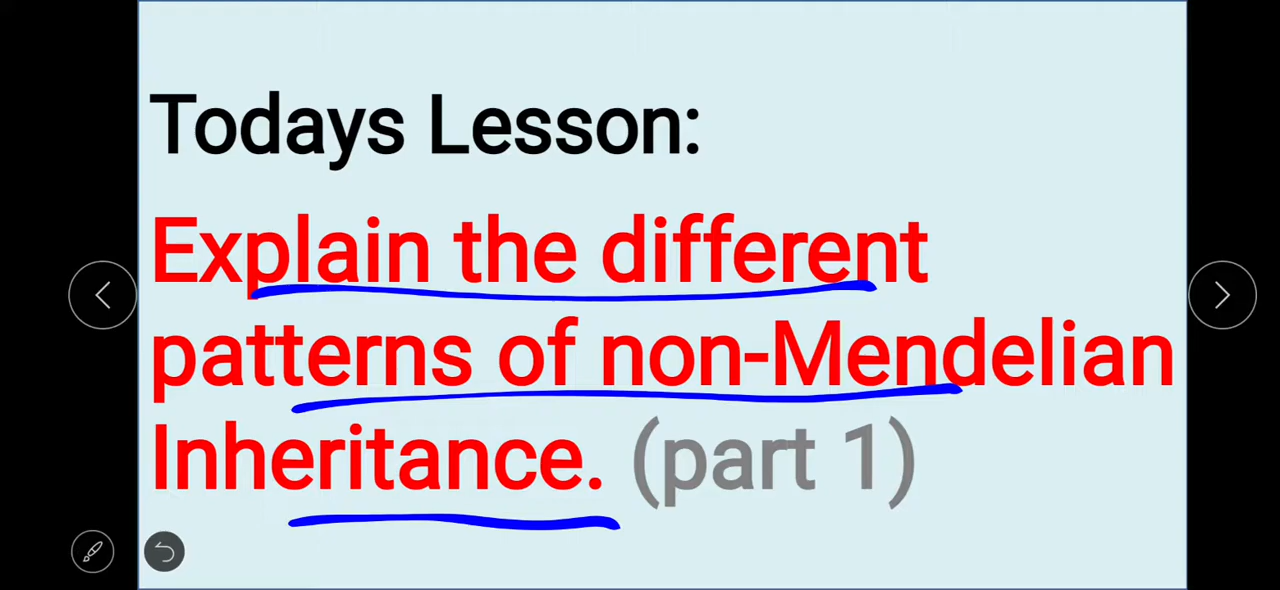 Todays Lesson:
Explain the different
patterns of non-Mendelian
Inheritance. (part 1)